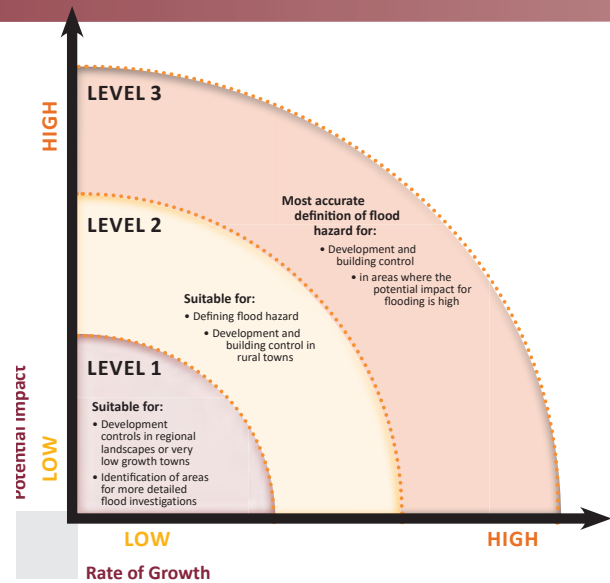 HIGH
LEVEL 3
Most accurate
definition of flood
hazard for:
• Development and
building control
• in areas where the
potential impact for
flooding is high
LEVEL 2
Suitable for:
• Defining flood hazard
• Development and
building control in
rural towns
LEVEL 1
Suitable for:
• Development
controls in regional
landscapes or very
low growth towns
• Identification of areas
for more detailed
flood investigations
Potential Impact
LOW
LOW
HIGH
Rate of Growth